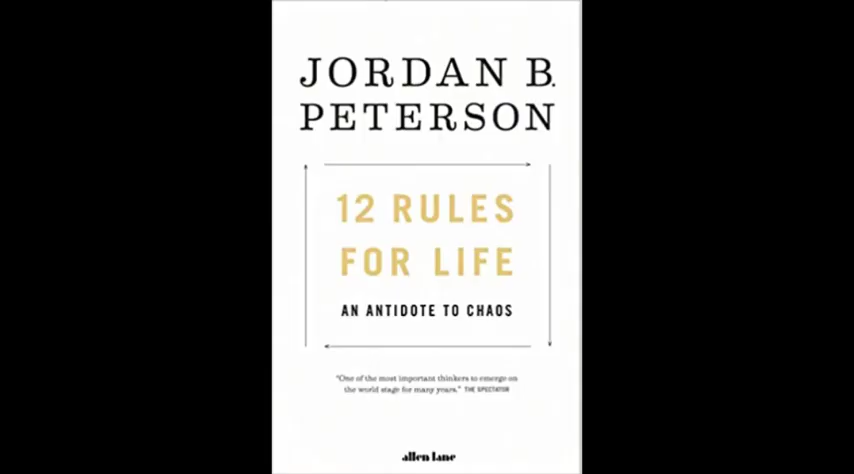 JORDAN B.
PETERSON
12 RULES
FOR LIFE
AN ANTIDOTE TO CHAOS
“One of the most important thinkers to emerge on
the world stage for many years.” THE SPECTATOR
allen lane